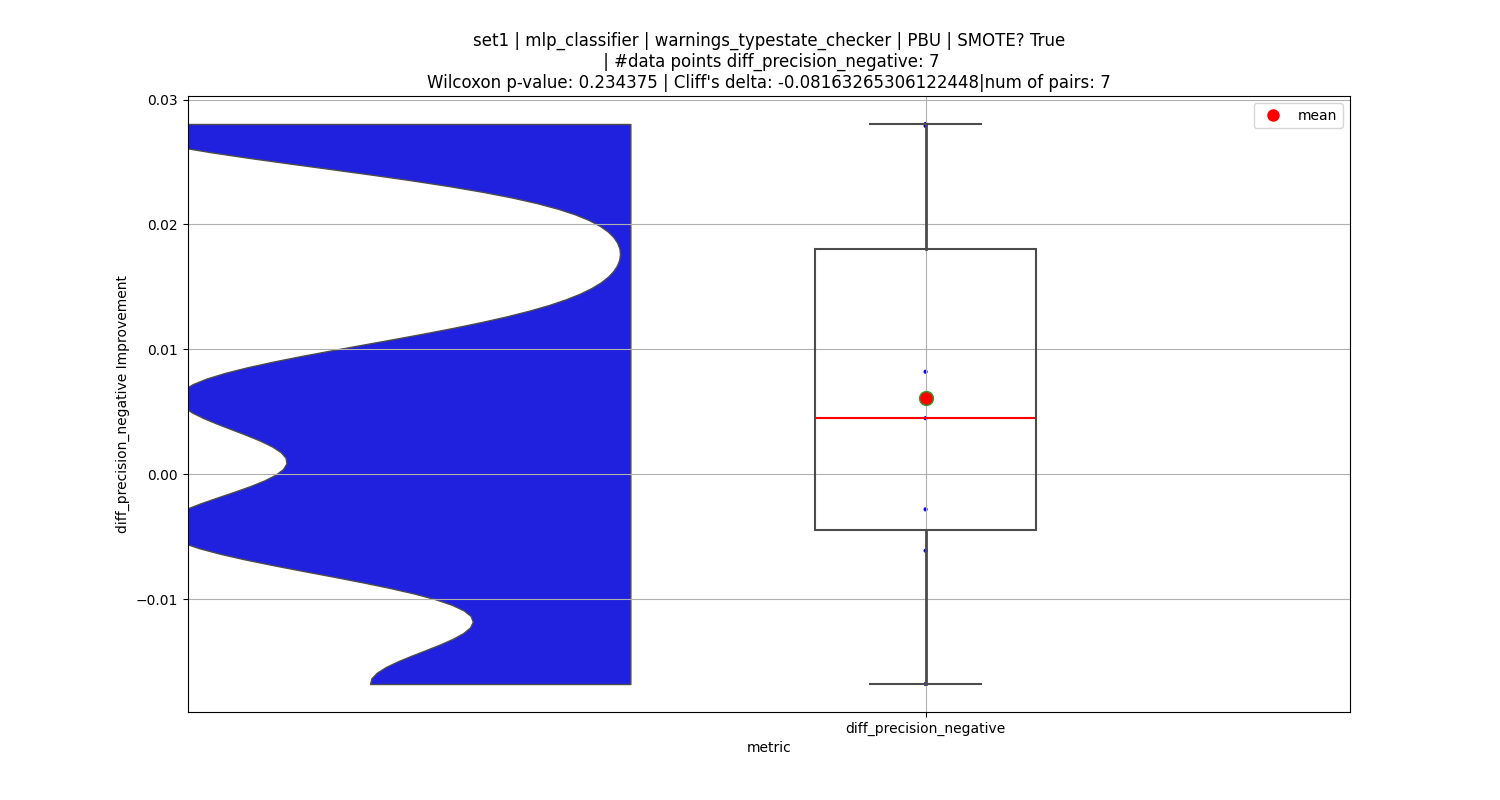 set1 | mlp_classifier | warnings_typestate_checker | PBU | SMOTE? True
| #data points diff_precision_negative: 7
Wilcoxon p-value: 0.234375 | Cliff's delta: -0.08163265306122448|num of pairs: 7
mean
0.03
0.02
0.01
0.00
−0.01
diff_precision_negative Improvement
diff_precision_negative
metric